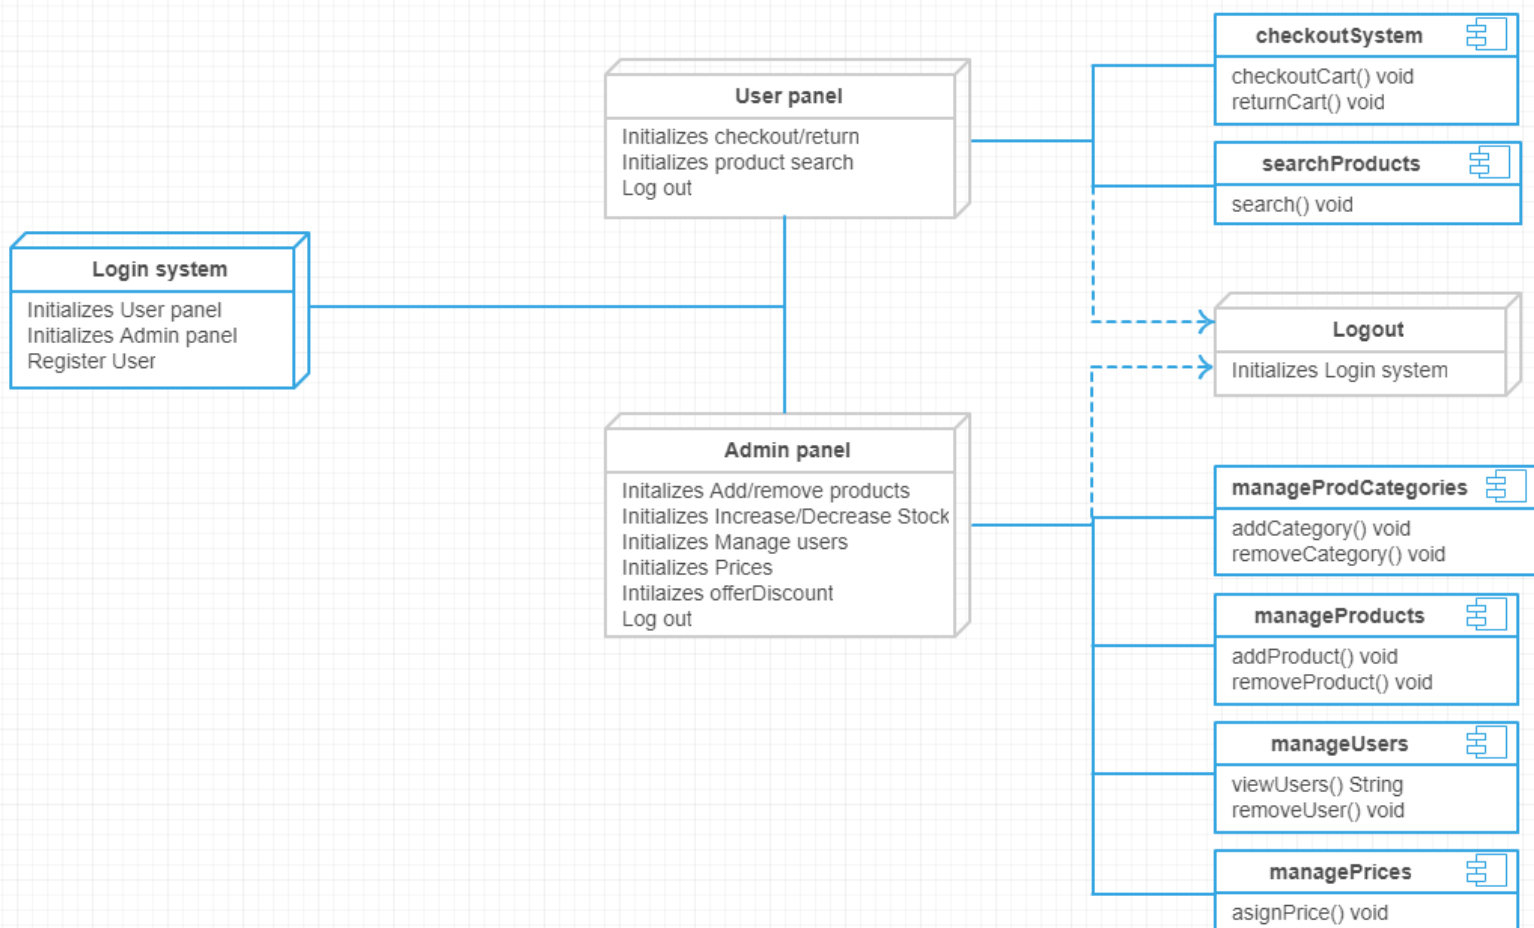 Login system
Initializes User panel
Initializes Admin panel
Register User
User panel
Initializes checkout/return
Initializes product search
Log out
Admin panel
Initalizes Add/remove products
Initializes Increase/Decrease Stock
Initializes Manage users
Initializes Prices
Intilaizes offerDiscount
Log out
checkoutSystem
checkoutCart() void
returnCart() void
searchProducts
search() void
Logout
Initializes Login system
manageProdCategories
addCategory() void
removeCategory() void
manageProducts
addProduct() void
removeProduct() void
manageUsers
viewUsers() String
removeUser() void
managePrices
asignPrice() void